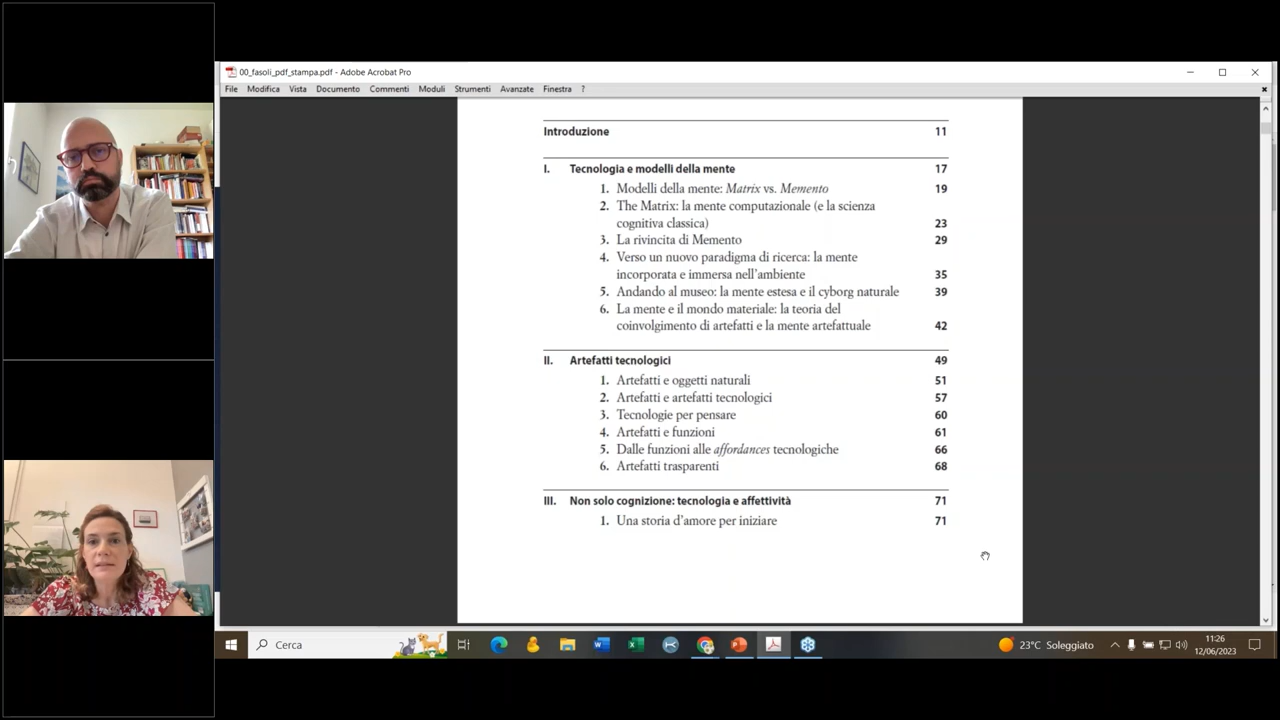 00_fasoli_pdf_stampa.pdf - Adobe Acrobat Pro
File Modifica Vista Documento Commenti Moduli Strumenti Avanzate Finestra ?
Introduzione 11
I. Tecnologia e modelli della mente 17
1. Modelli della mente: Matrix vs. Memento 19
2. The Matrix: la mente computazionale (e la scienza
cognitiva classica) 23
3. La rivincita di Memento 29
4. Verso un nuovo paradigma di ricerca: la mente
incorporata e immersa nell'ambiente 35
5. Andando al museo: la mente estesa e il cyborg naturale 39
6. La mente e il mondo materiale: la teoria del
coinvolgimento di artefatti e la mente artefattuale 42
II. Artefatti tecnologici 49
1. Artefatti e oggetti naturali 51
2. Artefatti e artefatti tecnologici 57
3. Tecnologie per pensare 60
4. Artefatti e funzioni 61
5. Dalle funzioni alle affordances tecnologiche 66
6. Artefatti trasparenti 68
III. Non solo cognizione: tecnologia e affettività 71
1. Una storia d'amore per iniziare 71
Cerca
23°C Soleggiato
11:26
12/06/2023